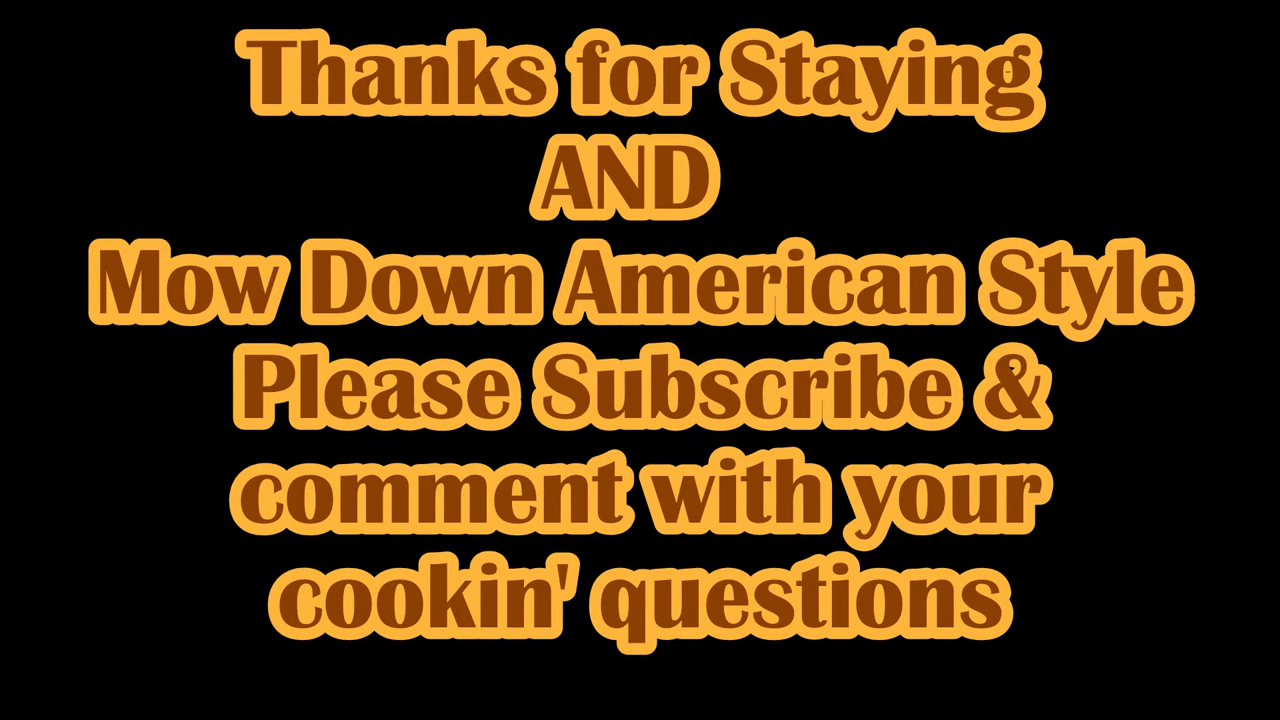 Thanks for Staying
AND
Mow Down American Style
Please Subscribe &
comment with your
cookin' questions